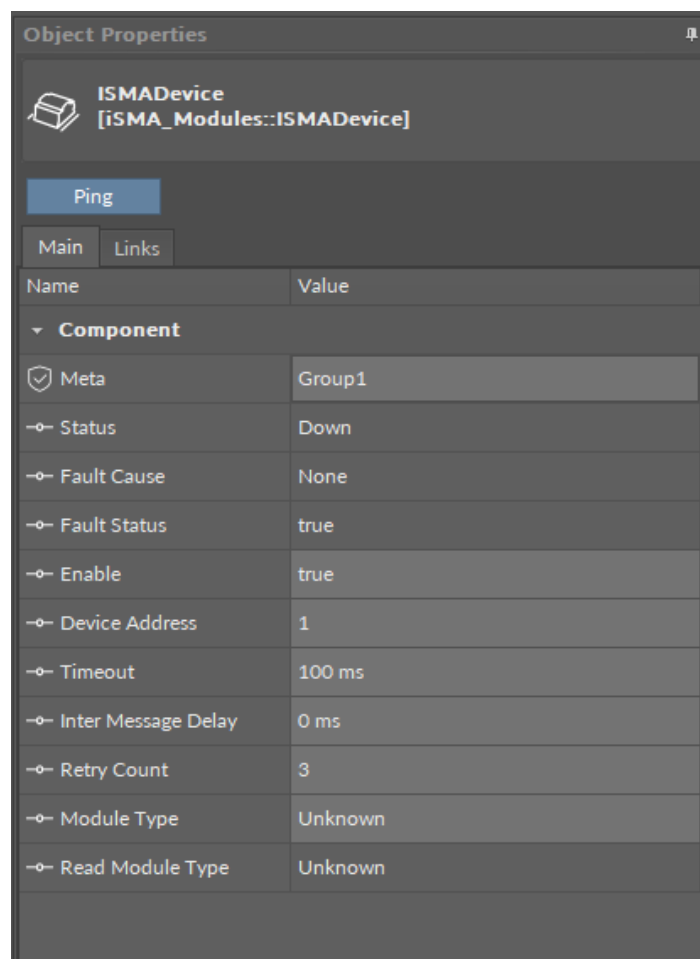 Object Properties
ISMADevice
[iSMA_Modules::ISMADevice]
Ping
Main Links
Name Value
Component
Meta Group1
Status Down
Fault Cause None
Fault Status true
Enable true
Device Address 1
Timeout 100 ms
Inter Message Delay 0 ms
Retry Count 3
Module Type Unknown
Read Module Type Unknown